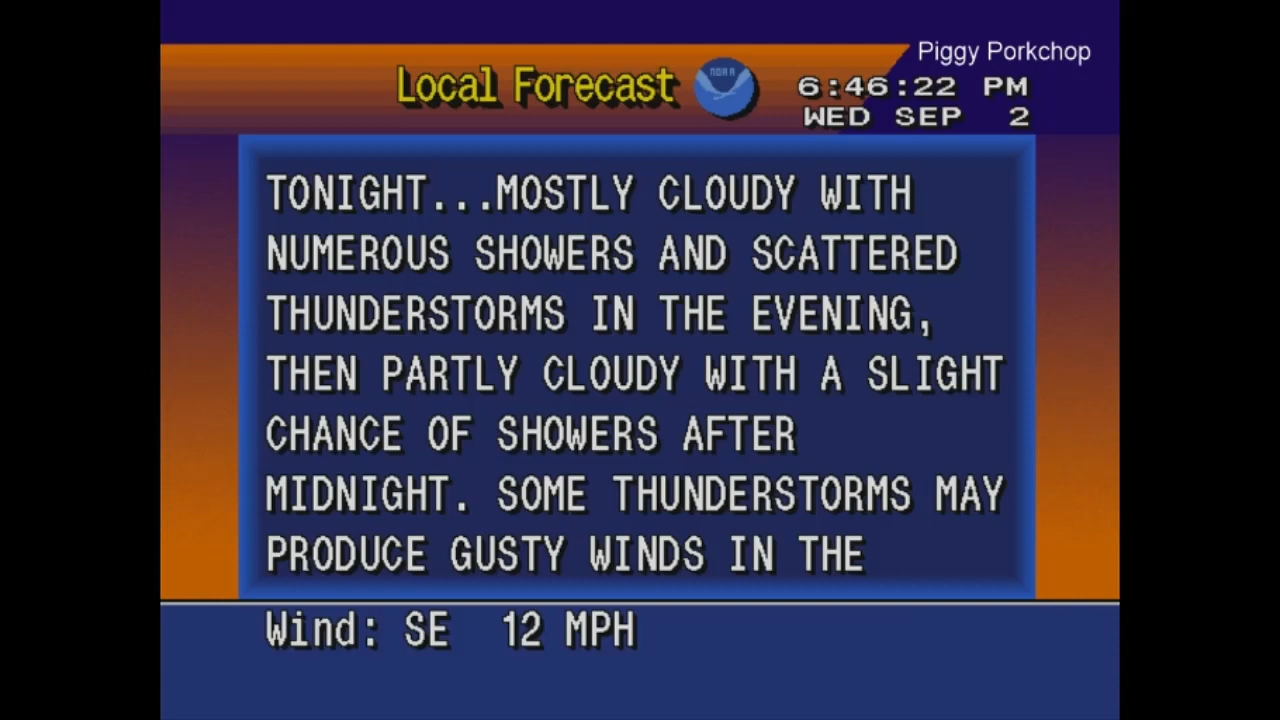 Piggy Porkchop
Local Forecast
NOAA
6:46:22 PM
WED SEP 2
TONIGHT...MOSTLY CLOUDY WITH
NUMEROUS SHOWERS AND SCATTERED
THUNDERSTORMS IN THE EVENING,
THEN PARTLY CLOUDY WITH A SLIGHT
CHANCE OF SHOWERS AFTER
MIDNIGHT. SOME THUNDERSTORMS MAY
PRODUCE GUSTY WINDS IN THE
Wind: SE 12 MPH